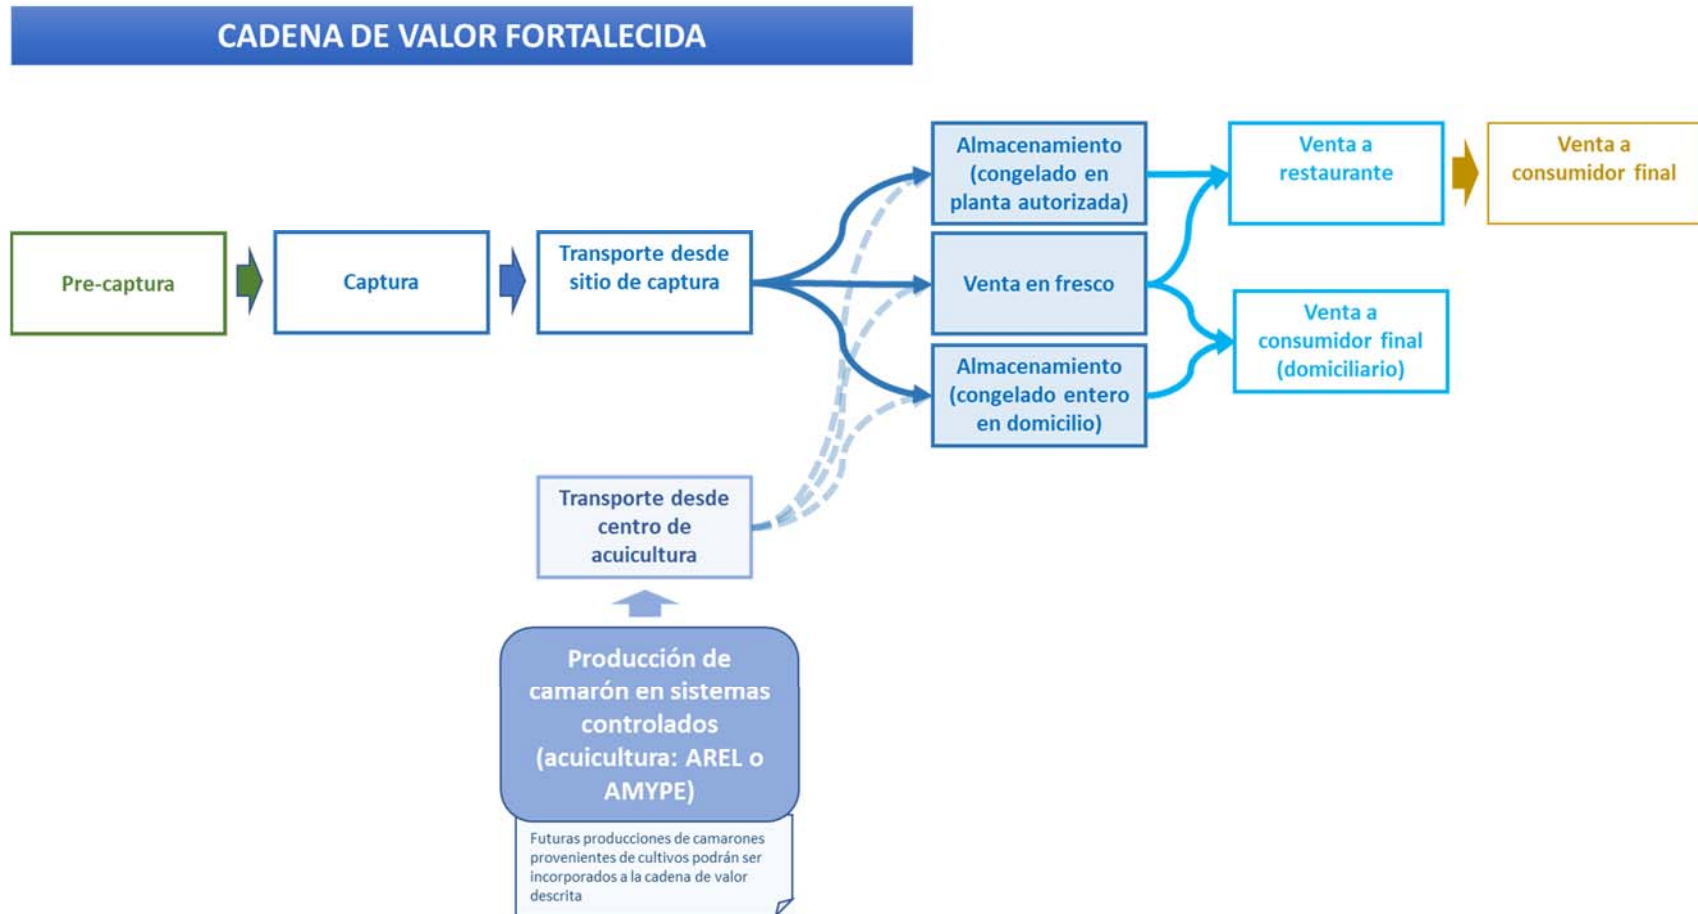 CADENA DE VALOR FORTALECIDA
Pre-captura
Captura
Transporte desde
sitio de captura
Almacenamiento
(congelado en
planta autorizada)
Venta en fresco
Almacenamiento
(congelado entero
en domicilio)
Venta a
restaurante
Venta a
consumidor final
Venta a
consumidor final
(domiciliario)
Transporte desde
centro de
acuicultura
Producción de
camarón en sistemas
controlados
(acuicultura: AREL o
AMYPE)
Futuras producciones de camarones
provenientes de cultivos podrán ser
incorporados a la cadena de valor
descrita